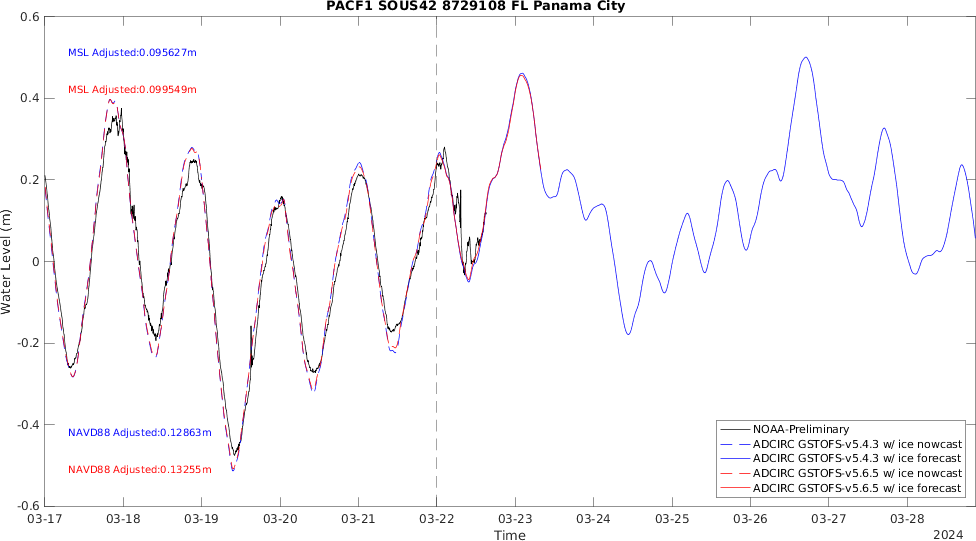 PACF1 SOUS42 8729108 FL Panama City
0.6
0.4
0.2
0
-0.2
-0.4
-0.6
Water Level (m)
MSL Adjusted:0.095627m
MSL Adjusted:0.099549m
NAVD88 Adjusted:0.12863m
NAVD88 Adjusted:0.13255m
NOAA-Preliminary
ADCIRC GSTOFS-v5.4.3 w/ ice nowcast
ADCIRC GSTOFS-v5.4.3 w/ ice forecast
ADCIRC GSTOFS-v5.6.5 w/ ice nowcast
ADCIRC GSTOFS-v5.6.5 w/ ice forecast
03-17 03-18 03-19 03-20 03-21 03-22 03-23 03-24 03-25 03-26 03-27 03-28
Time
2024